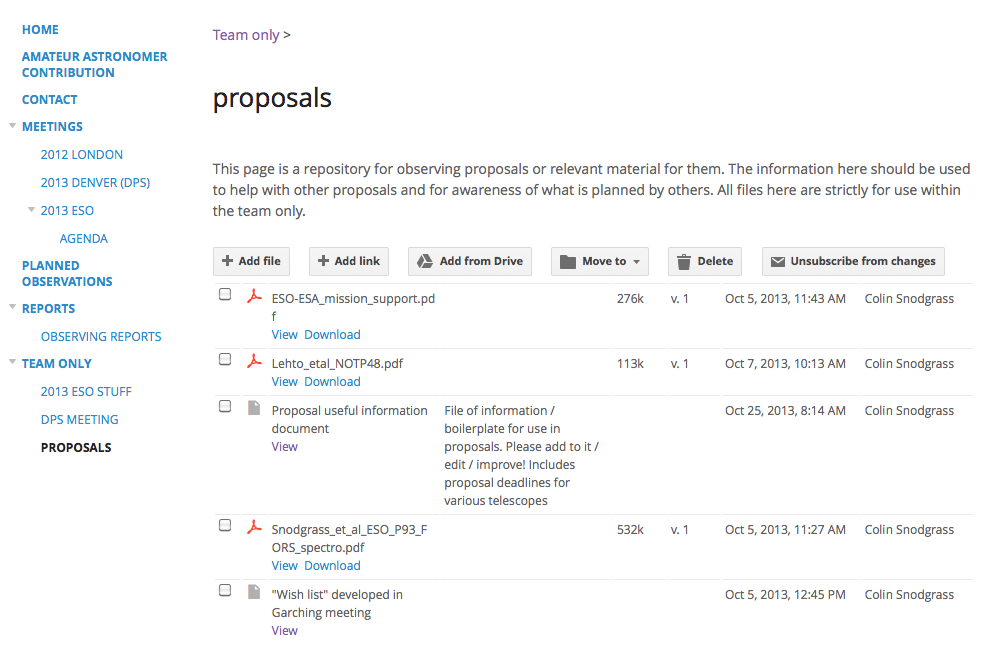 HOME
AMATEUR ASTRONOMER
CONTRIBUTION
CONTACT
MEETINGS
2012 LONDON
2013 DENVER (DPS)
2013 ESO
AGENDA
PLANNED
OBSERVATIONS
REPORTS
OBSERVING REPORTS
TEAM ONLY
2013 ESO STUFF
DPS MEETING
PROPOSALS
Team only >
proposals
This page is a repository for observing proposals or relevant material for them. The information here should be used
to help with other proposals and for awareness of what is planned by others. All files here are strictly for use within
the team only.
Add file Add link Add from Drive Move to Delete Unsubscribe from changes
ESO-ESA_mission_support.pd 276k v. 1 Oct 5, 2013, 11:43 AM Colin Snodgrass
f
View Download
Lehto_etal_NOTP48.pdf 113k v. 1 Oct 7, 2013, 10:13 AM Colin Snodgrass
View Download
Proposal useful information File of information / Oct 25, 2013, 8:14 AM Colin Snodgrass
document boilerplate for use in
View proposals. Please add to it /
edit / improve! Includes
proposal deadlines for
various telescopes
Snodgrass_et_al_ESO_P93_F 532k v. 1 Oct 5, 2013, 11:27 AM Colin Snodgrass
ORS_spectro.pdf
View Download
"Wish list" developed in Oct 5, 2013, 12:45 PM Colin Snodgrass
Garching meeting
View